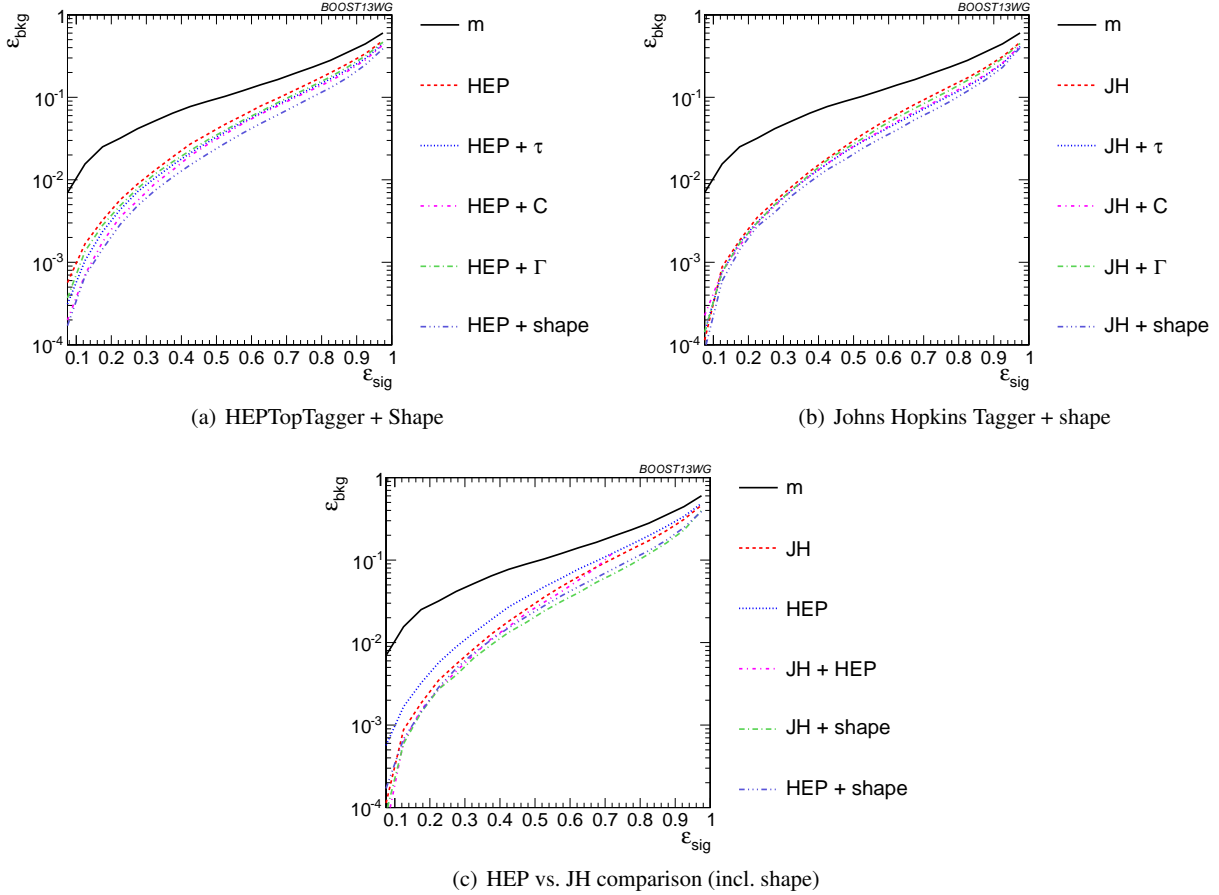 BOOST13WG
ε_bkg
1
10⁻¹
10⁻²
10⁻³
10⁻⁴
0.1 0.2 0.3 0.4 0.5 0.6 0.7 0.8 0.9 1
ε_sig
m
HEP
HEP + τ
HEP + C
HEP + Γ
HEP + shape
(a) HEPTopTagger + Shape
BOOST13WG
ε_bkg
1
10⁻¹
10⁻²
10⁻³
10⁻⁴
0.1 0.2 0.3 0.4 0.5 0.6 0.7 0.8 0.9 1
ε_sig
m
JH
JH + τ
JH + C
JH + Γ
JH + shape
(b) Johns Hopkins Tagger + shape
BOOST13WG
ε_bkg
1
10⁻¹
10⁻²
10⁻³
10⁻⁴
0.1 0.2 0.3 0.4 0.5 0.6 0.7 0.8 0.9 1
ε_sig
m
JH
HEP
JH + HEP
JH + shape
HEP + shape
(c) HEP vs. JH comparison (incl. shape)